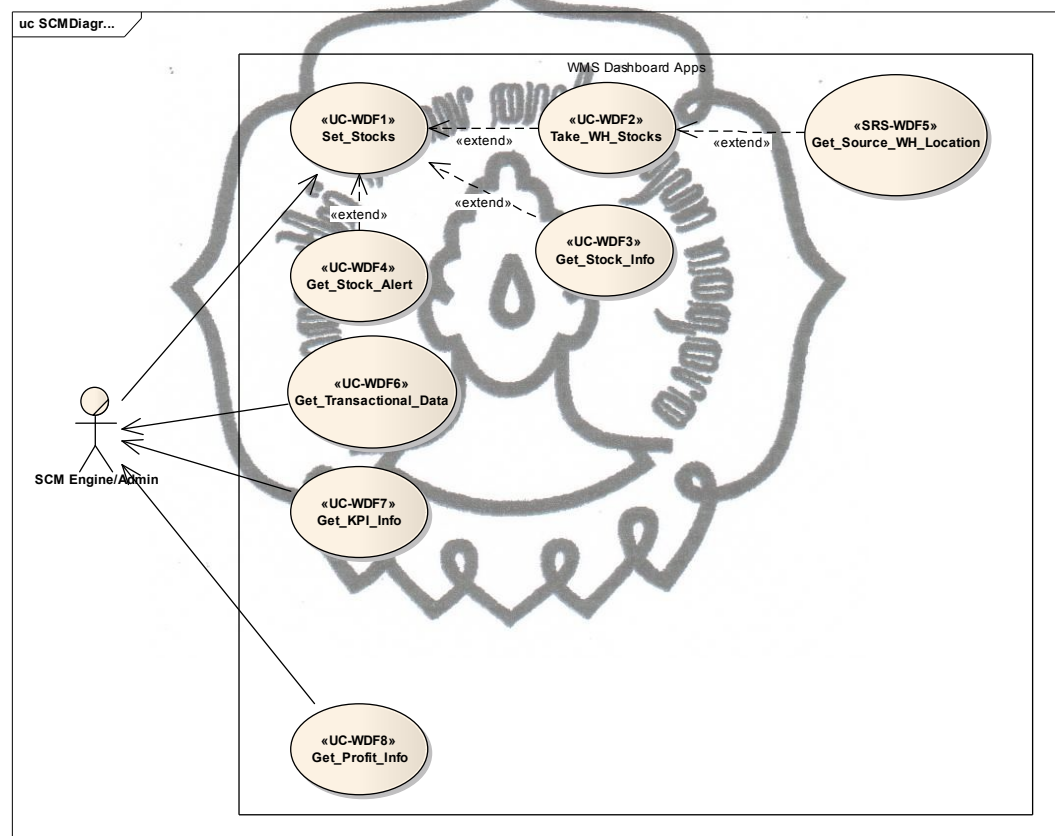 uc SCMDiagr...
WMS Dashboard Apps
«UC-WDF1»
Set_Stocks
«extend»
«UC-WDF2»
Take_WH_Stocks
«extend»
«SRS-WDF5»
Get_Source_WH_Location
«extend»
«extend»
«UC-WDF3»
Get_Stock_Info
«UC-WDF4»
Get_Stock_Alert
«UC-WDF6»
Get_Transactional_Data
SCM Engine/Admin
«UC-WDF7»
Get_KPI_Info
«UC-WDF8»
Get_Profit_Info